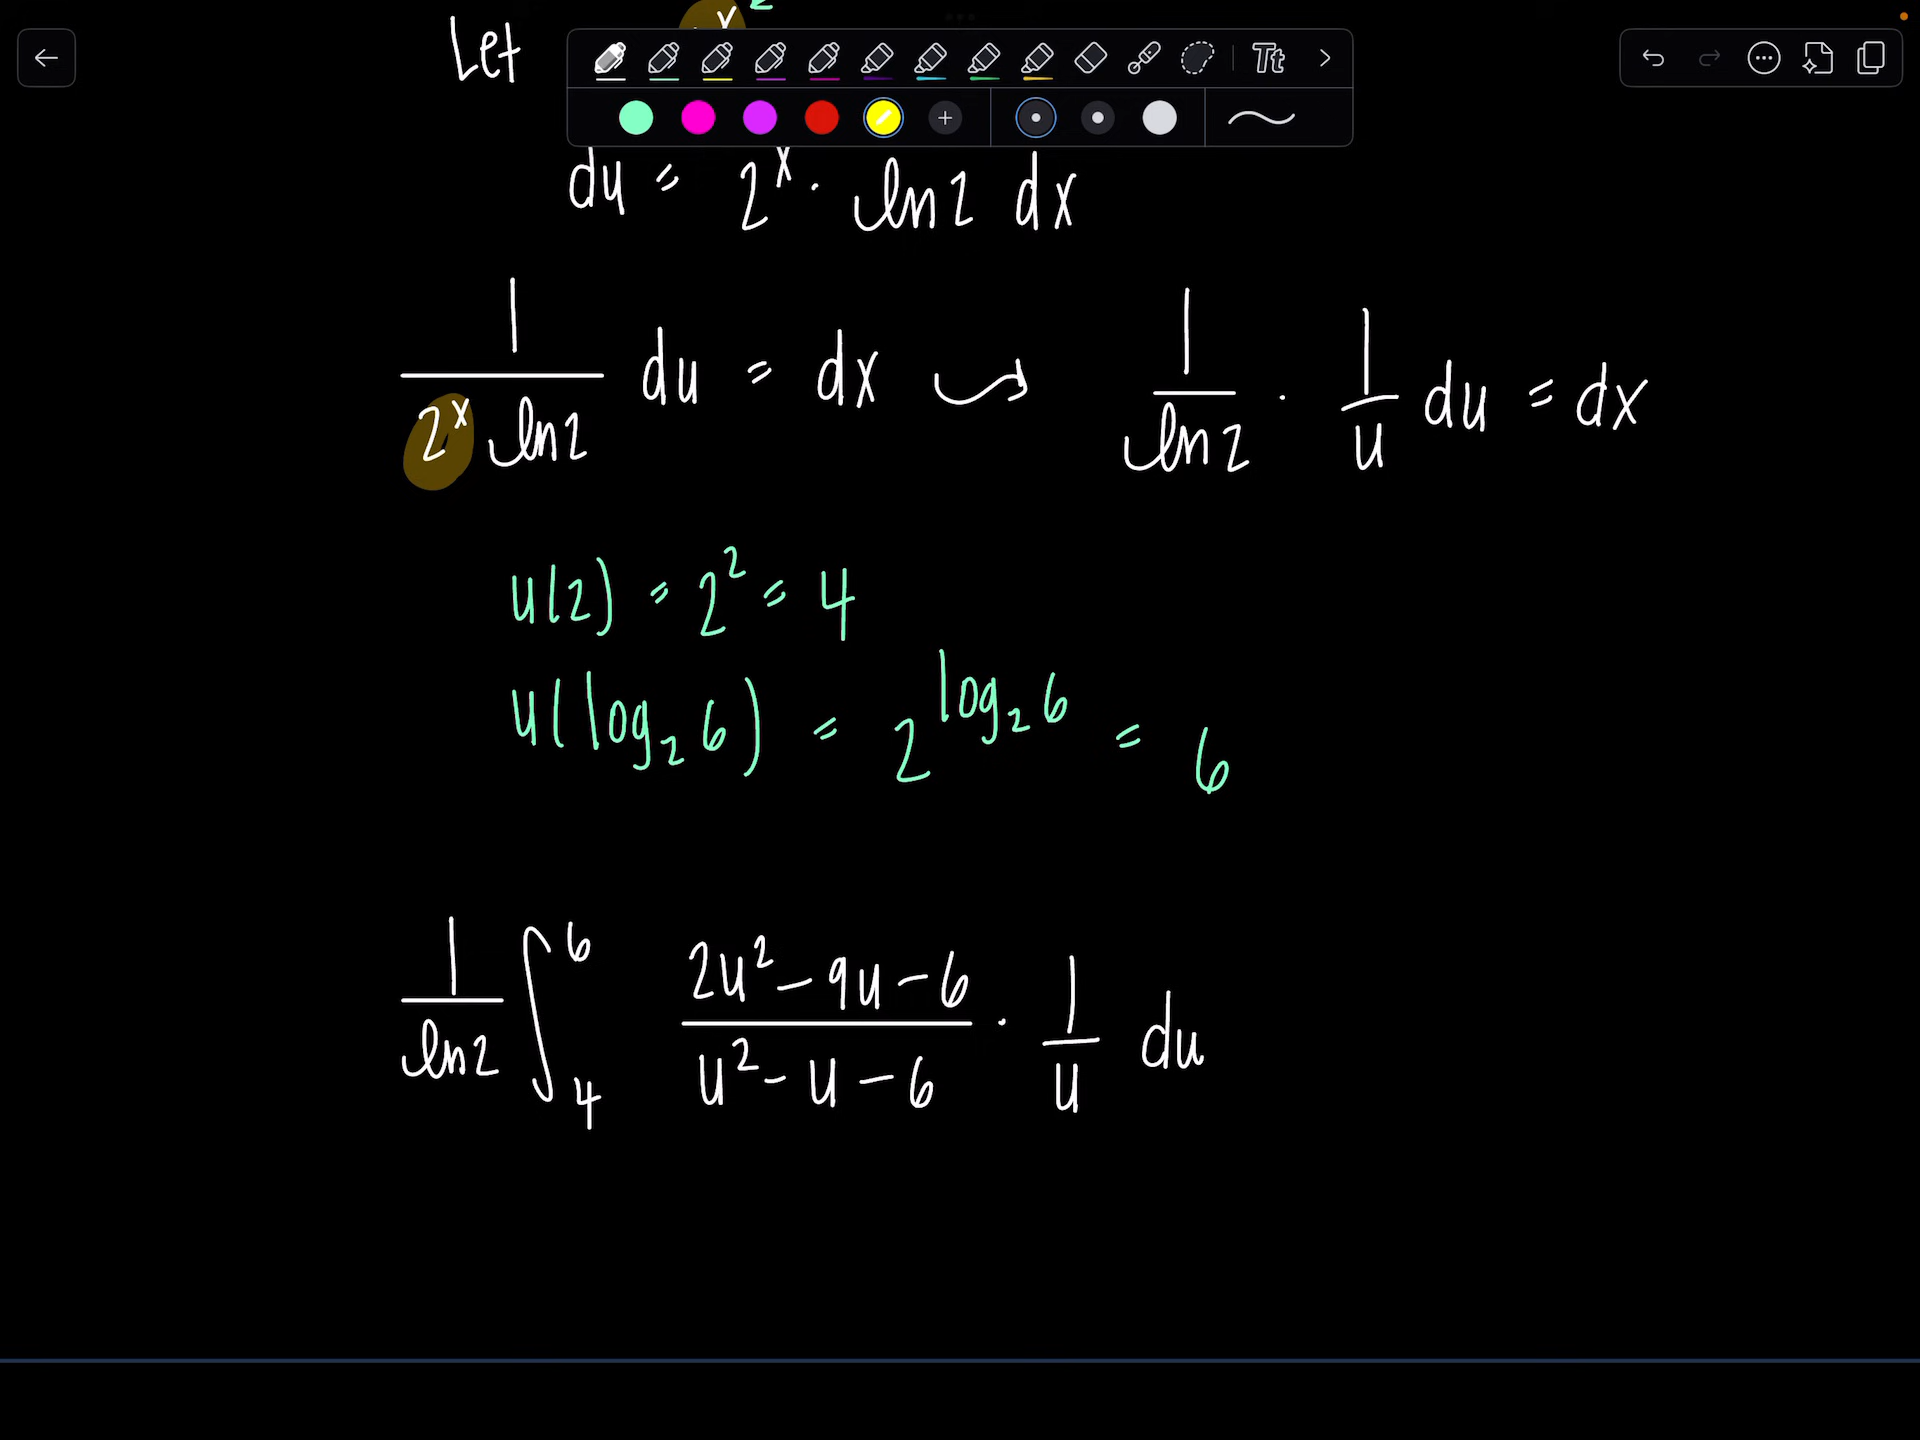 Let
Tt
du = 2^x · ln2 dx
1/(2^x ln2) du = dx ⤳ 1/ln2 · 1/u du = dx
u(2) = 2^2 = 4
u(log_2 6) = 2^(log_2 6) = 6
1/ln2 ∫_4^6 (2u^2 - 9u - 6)/(u^2 - u - 6) · 1/u du